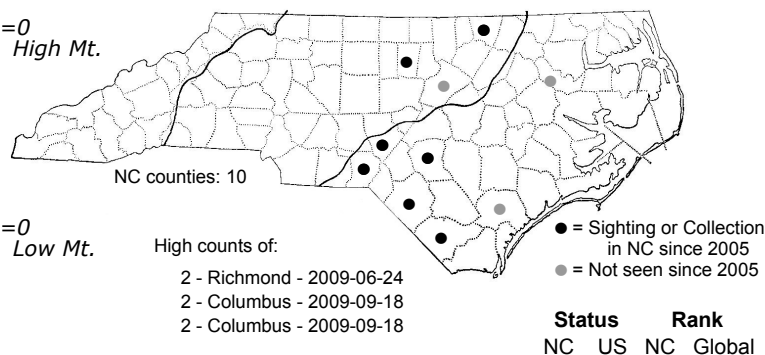 =0
High Mt.
NC counties: 10
=0
Low Mt.
High counts of:
2 - Richmond - 2009-06-24
2 - Columbus - 2009-09-18
2 - Columbus - 2009-09-18
= Sighting or Collection
in NC since 2005
= Not seen since 2005
Status Rank
NC US NC Global